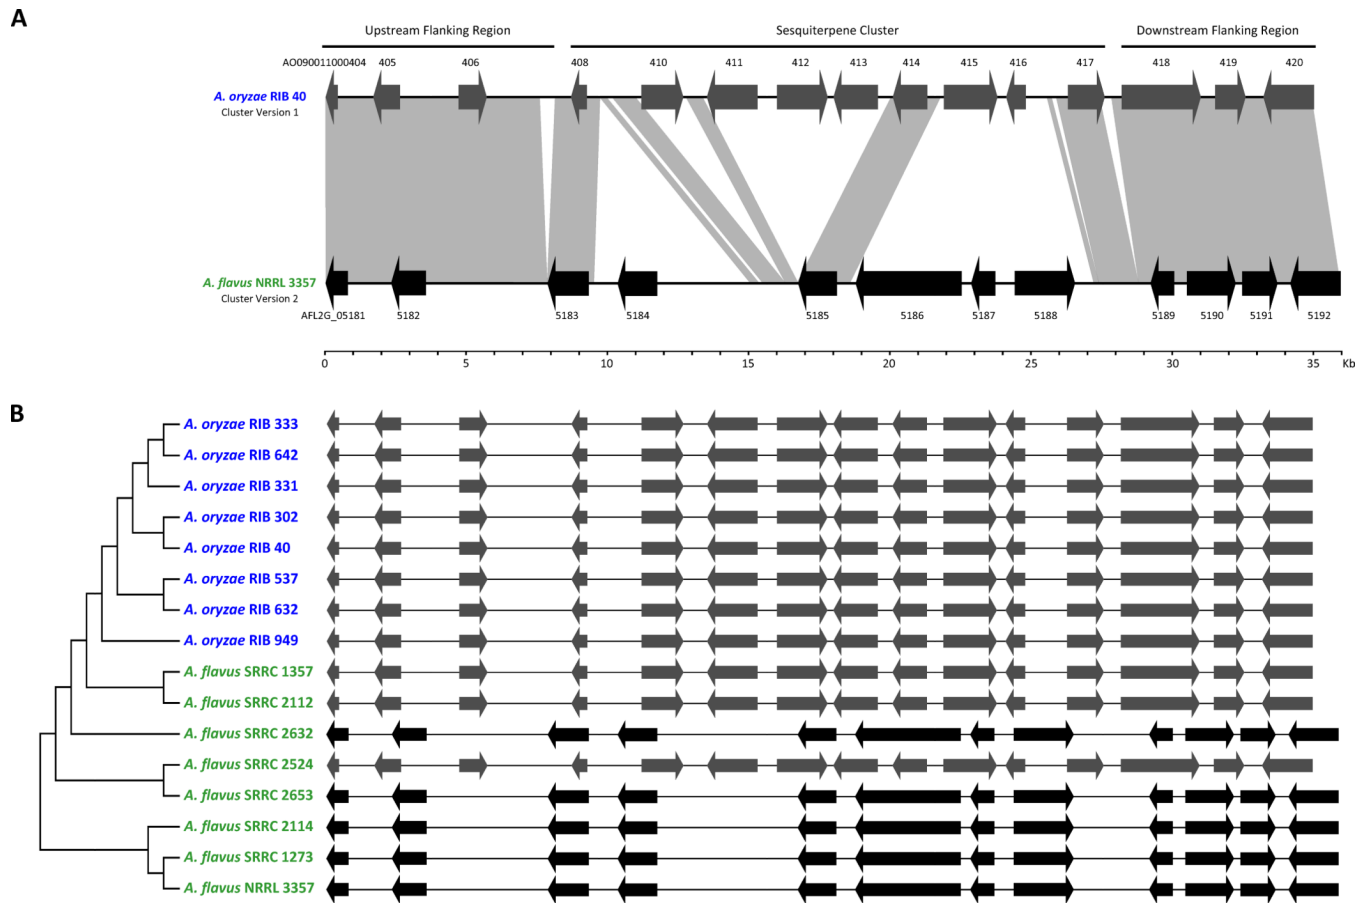 A
Upstream Flanking Region
Sesquiterpene Cluster
Downstream Flanking Region
AO090011000404 405 406 408 410 411 412 413 414 415 416 417 418 419 420
A. oryzae RIB 40
Cluster Version 1
A. flavus NRRL 3357
Cluster Version 2
AFL2G_05181 5182 5183 5184 5185 5186 5187 5188 5189 5190 5191 5192
0 5 10 15 20 25 30 35 Kb
B
A. oryzae RIB 333
A. oryzae RIB 642
A. oryzae RIB 331
A. oryzae RIB 302
A. oryzae RIB 40
A. oryzae RIB 537
A. oryzae RIB 632
A. oryzae RIB 949
A. flavus SRRC 1357
A. flavus SRRC 2112
A. flavus SRRC 2632
A. flavus SRRC 2524
A. flavus SRRC 2653
A. flavus SRRC 2114
A. flavus SRRC 1273
A. flavus NRRL 3357